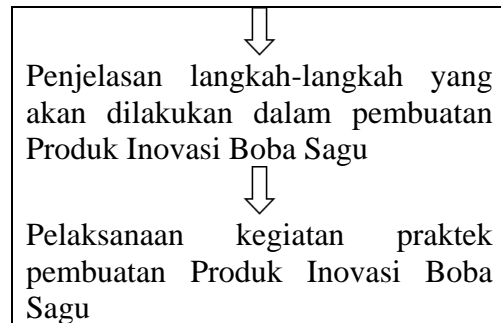 Penjelasan langkah-langkah yang
akan dilakukan dalam pembuatan
Produk Inovasi Boba Sagu
Pelaksanaan kegiatan praktek
pembuatan Produk Inovasi Boba
Sagu